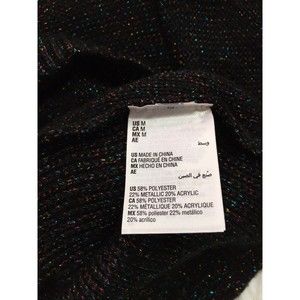 US M
CA M
MX M
AE
وسط
US MADE IN CHINA
CA FABRIQUÉ EN CHINE
MX HECHO EN CHINA
AE
صنع في الصين
US 58% POLYESTER
22% METALLIC 20% ACRYLIC
CA 58% POLYESTER
22% METALLIQUE 20% ACRYLIQUE
MX 58% poliester 22% metálico
20% acrílico